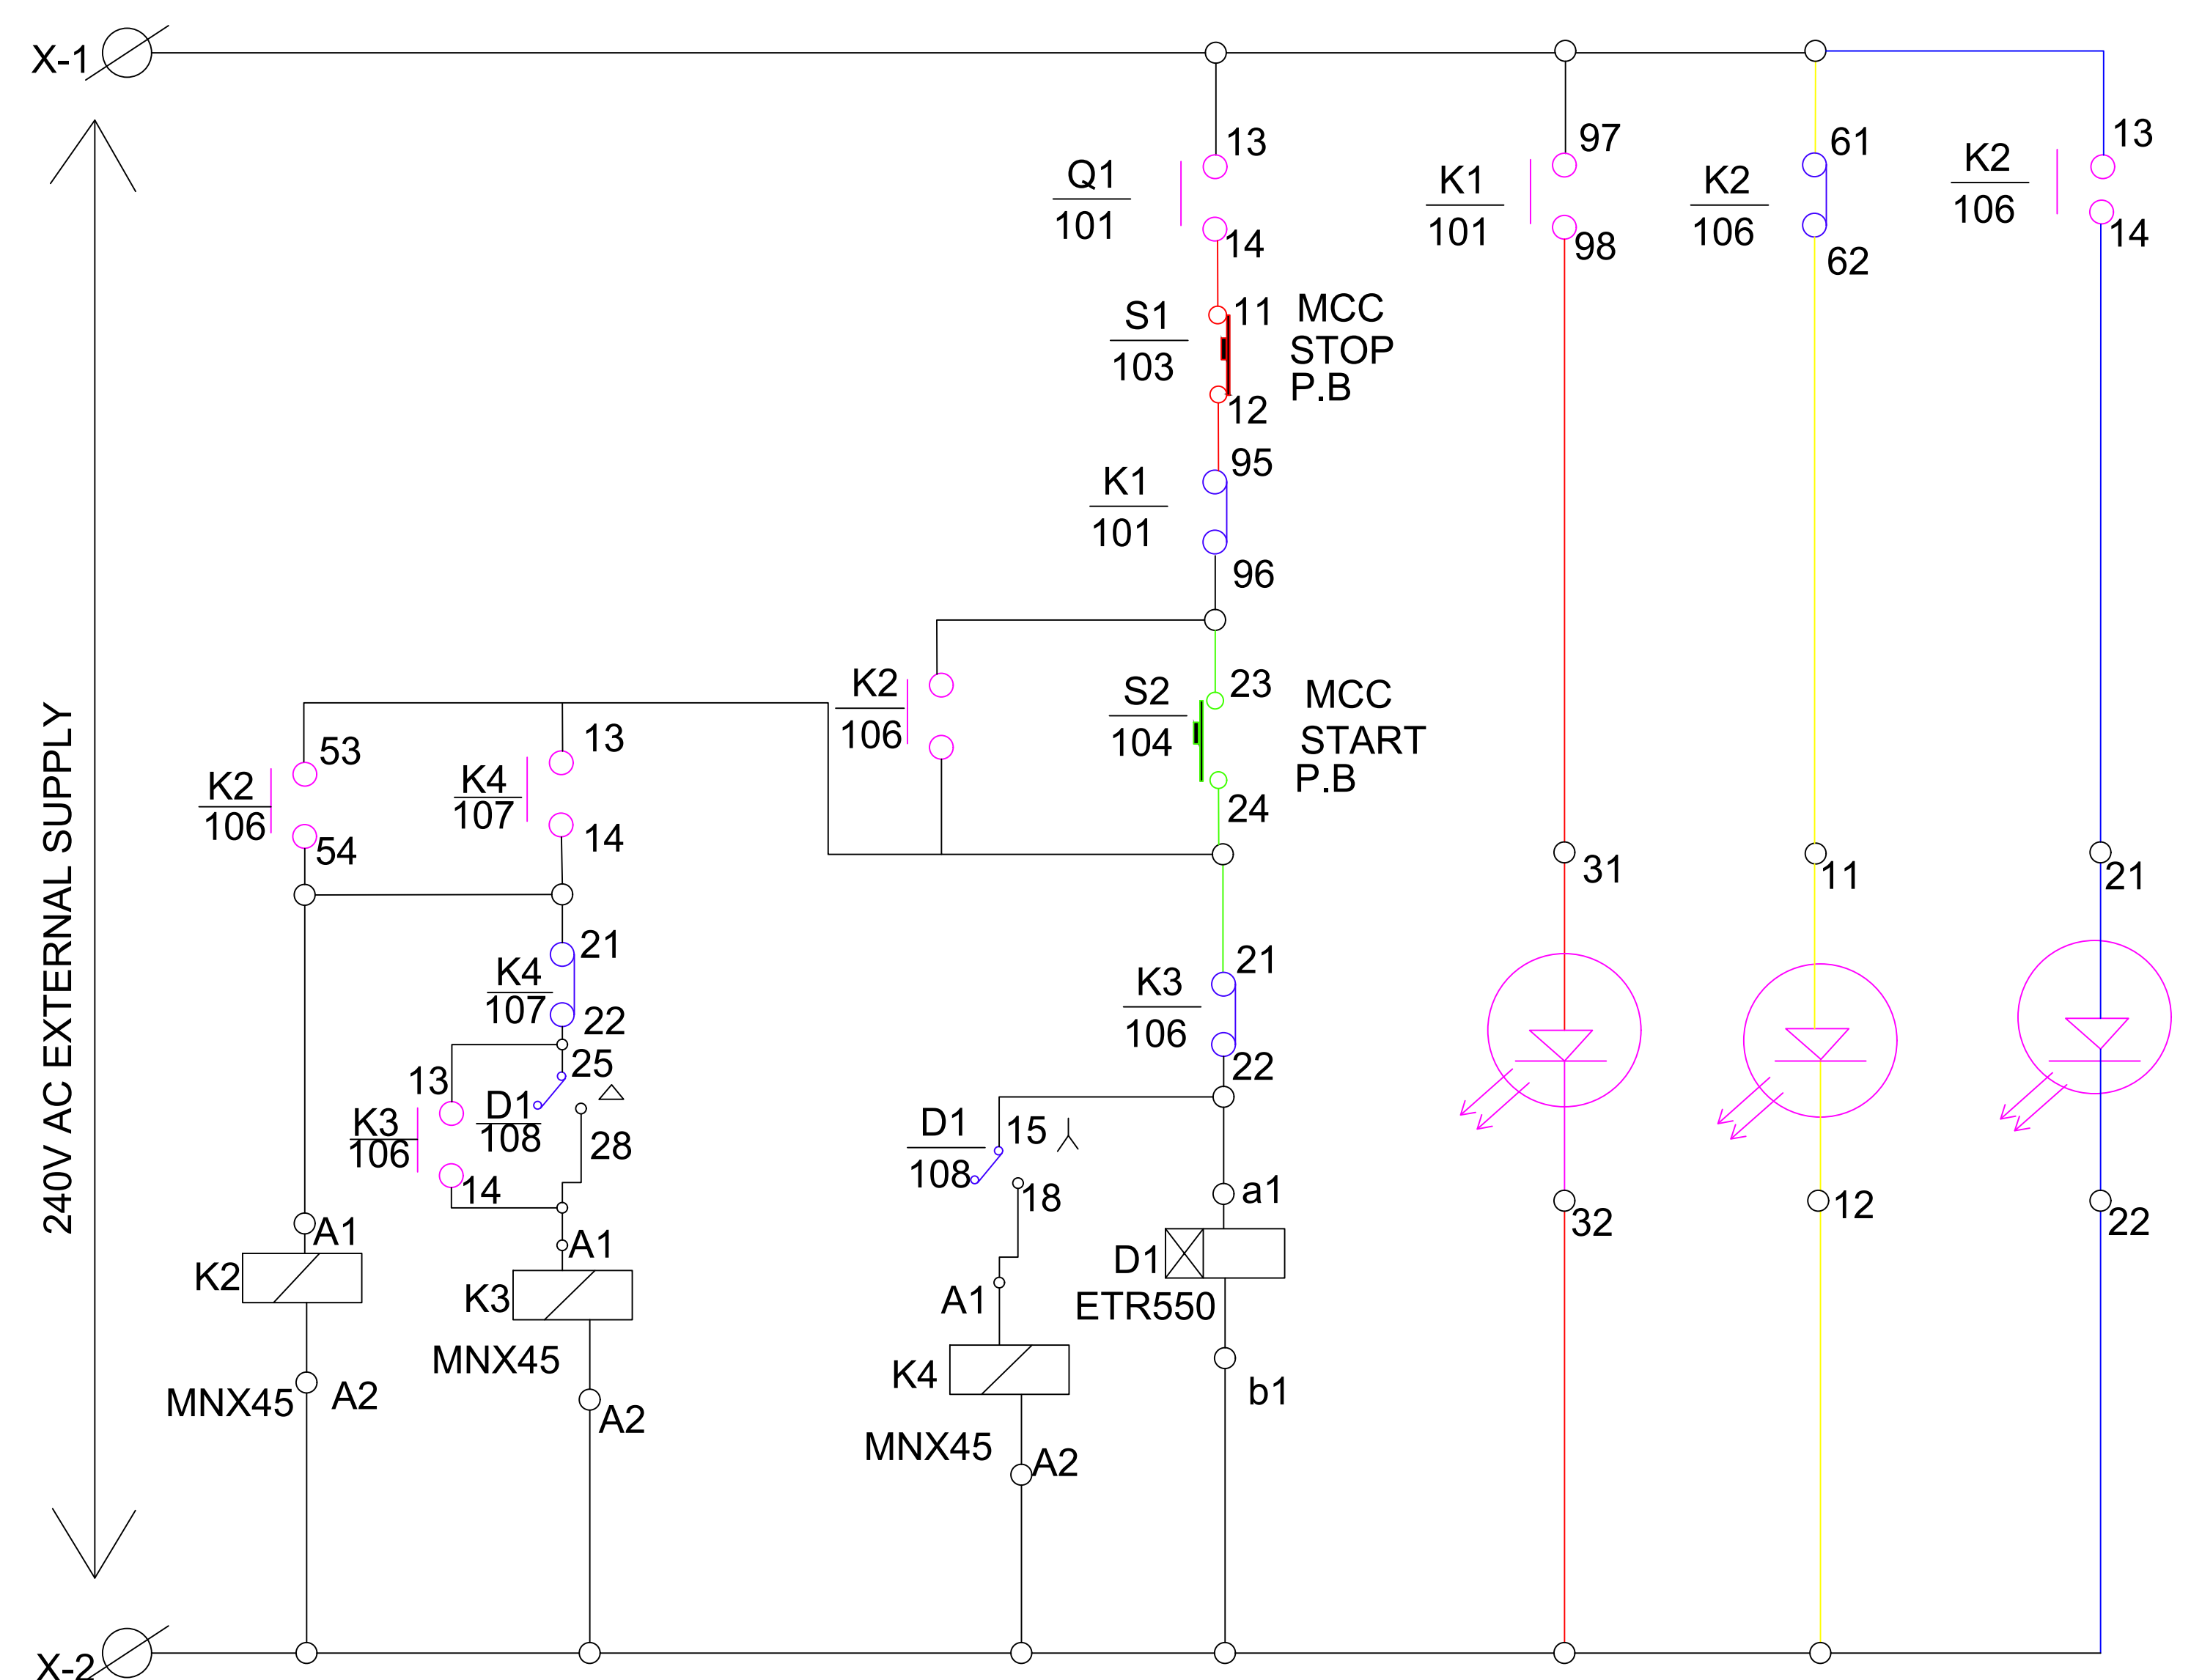 X-1
240V AC EXTERNAL SUPPLY
X-2
13
Q1
101
14
S1
103
11
12
MCC
STOP
P.B
95
K1
101
96
K2
106
23
S2
104
24
MCC
START
P.B
53
K2
106
54
13
K4
107
14
21
K4
107
22
13
K3
106
14
25
D1
108
28
A1
K2
MNX45
A2
A1
K3
MNX45
A2
21
K3
106
22
D1
108
15
18
A1
K4
MNX45
A2
a1
D1
ETR550
b1
97
K1
101
98
31
32
61
K2
106
62
11
12
13
K2
106
14
21
22